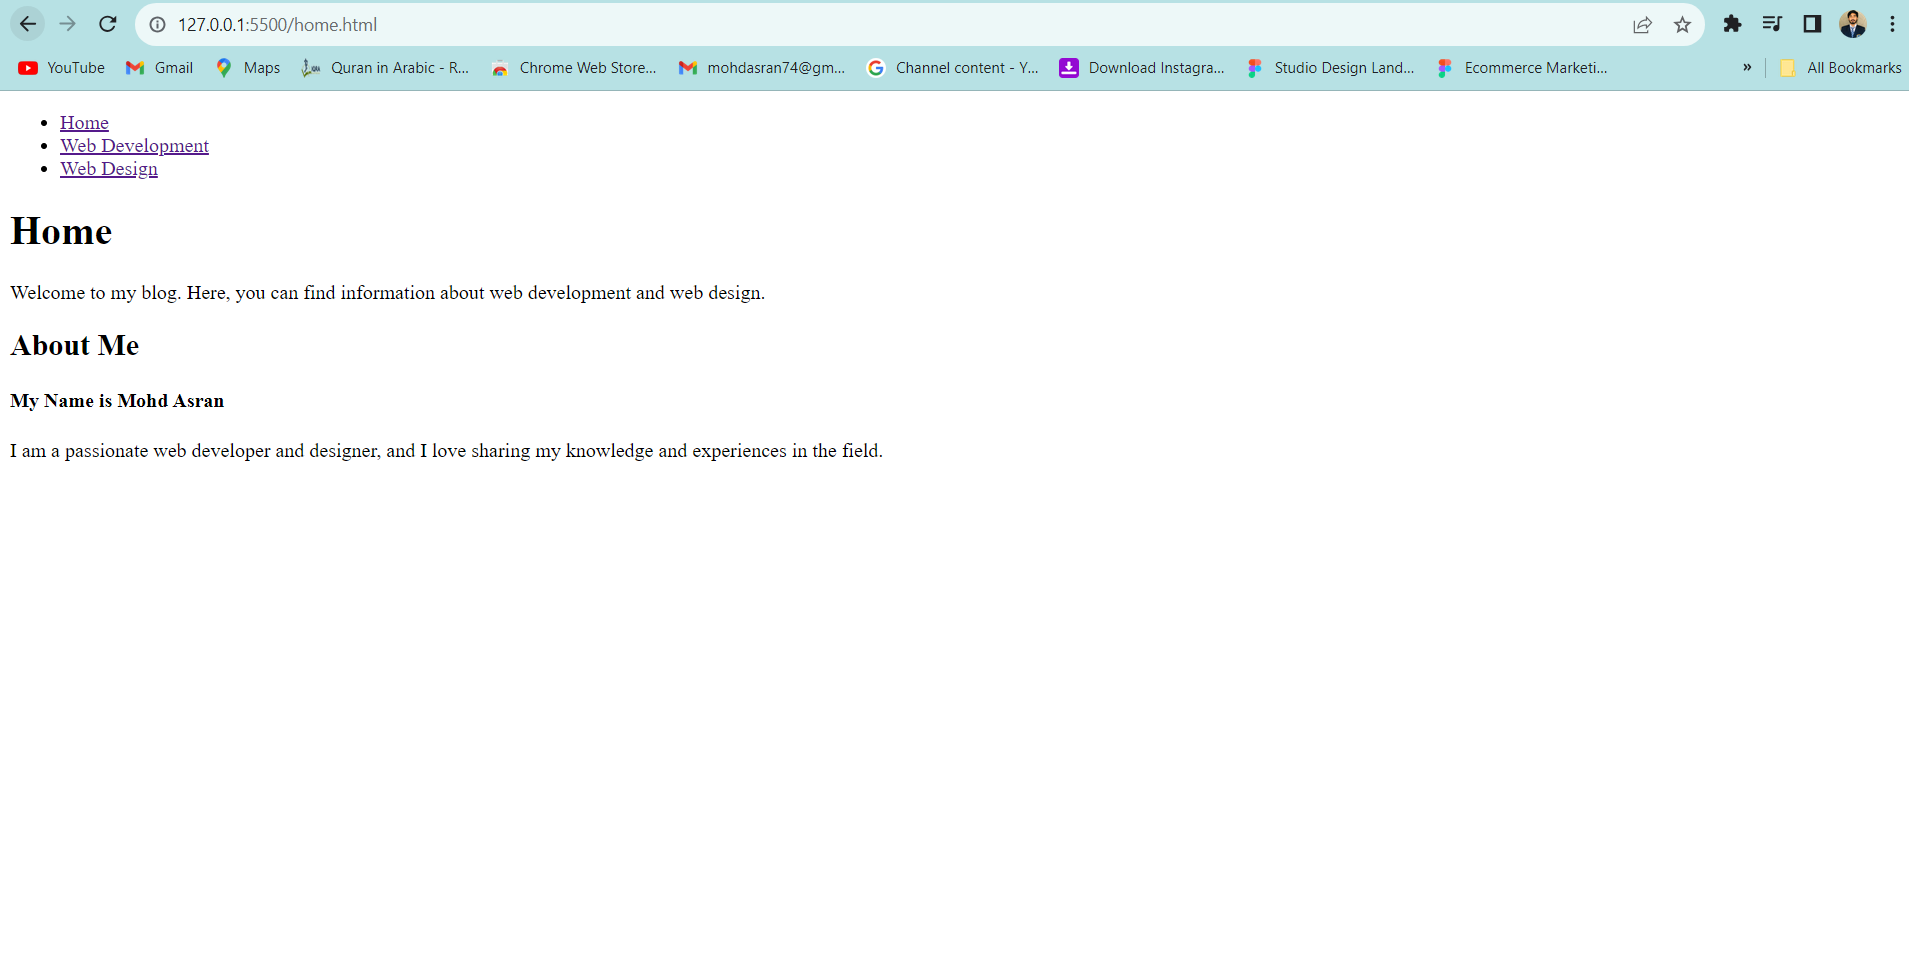 127.0.0.1:5500/home.html
YouTube Gmail Maps Quran in Arabic - R... Chrome Web Store... mohdasran74@gm... Channel content - Y... Download Instagra... Studio Design Land... Ecommerce Marketi... » All Bookmarks
Home
Web Development
Web Design
Home
Welcome to my blog. Here, you can find information about web development and web design.
About Me
My Name is Mohd Asran
I am a passionate web developer and designer, and I love sharing my knowledge and experiences in the field.